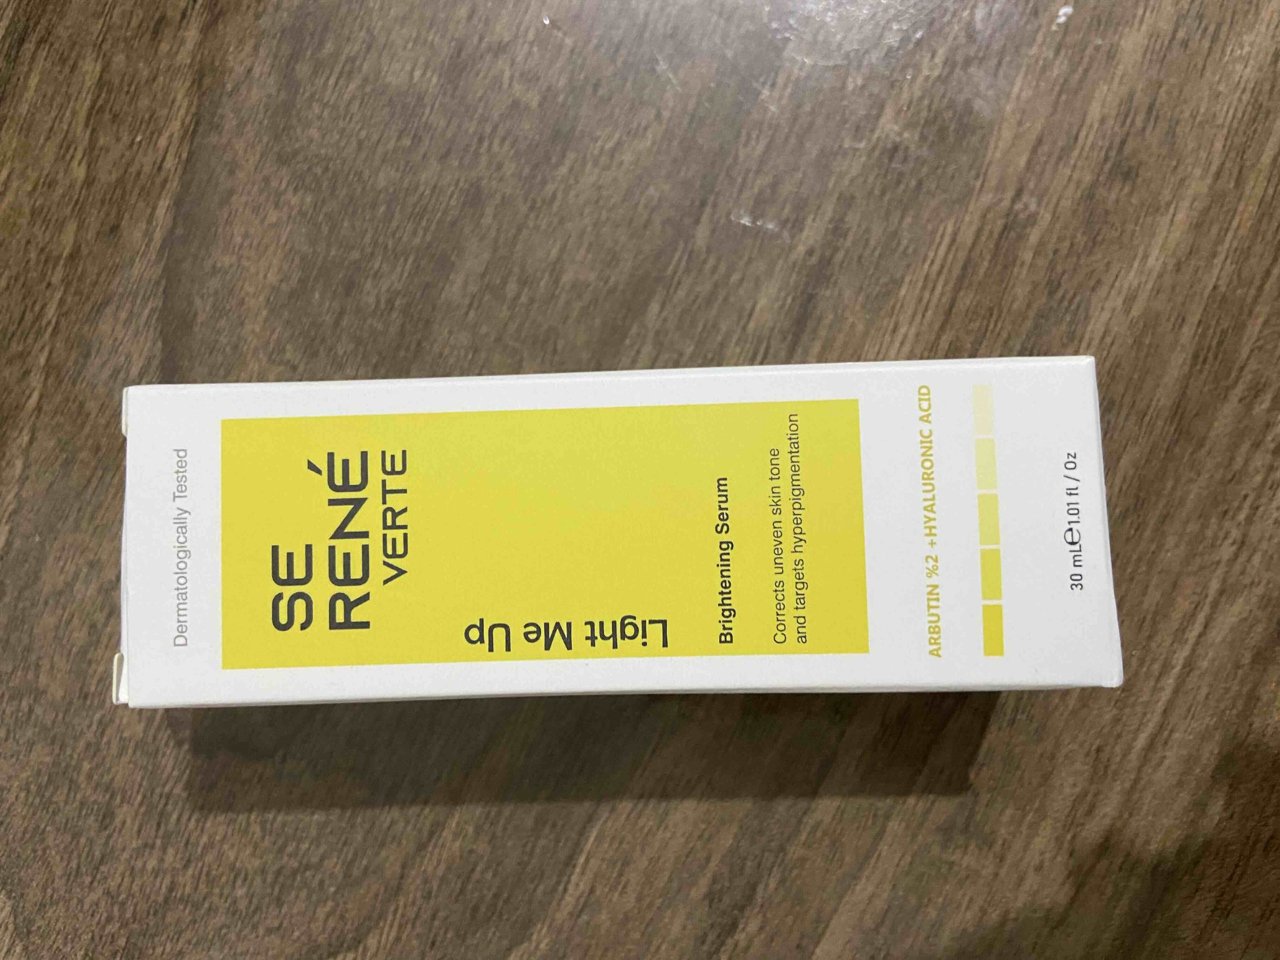 Dermatologically Tested
SE
RENÉ
VERTE
Light Me Up
Brightening Serum
Corrects uneven skin tone
and targets hyperpigmentation
ARBUTIN %2 +HYALURONIC ACID
30 mL℮1.01 fl / Oz